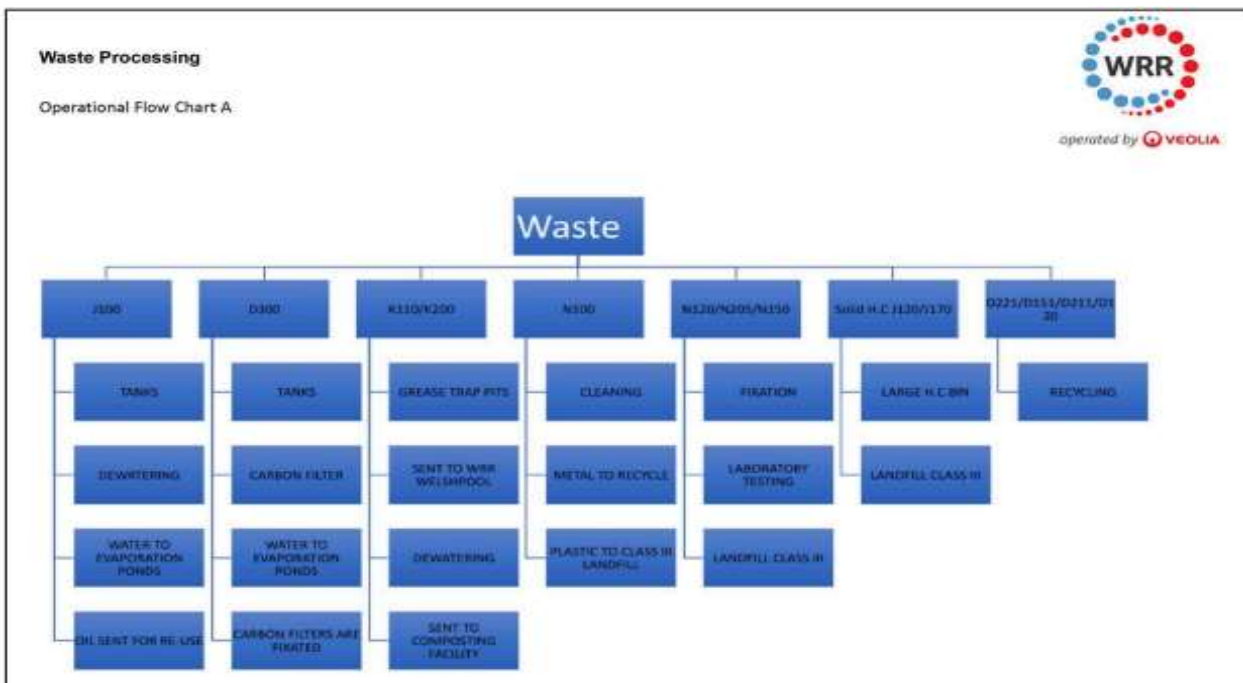 Waste Processing
WRR
Operational Flow Chart A
operated by VEOLIA
Waste
J100
D300
K110/K200
N100
N120/N205/N150
Solid H.C J120/J170
D221/D151/D211/D1
20
TANKS
DEWATERING
WATER TO
EVAPORATION
PONDS
OIL SENT FOR RE-USE
TANKS
CARBON FILTER
WATER TO
EVAPORATION
PONDS
CARBON FILTERS ARE
FIXATED
GREASE TRAP PITS
SENT TO WRR
WELSHPOOL
DEWATERING
SENT TO
COMPOSTING
FACILITY
CLEANING
METAL TO RECYCLE
PLASTIC TO CLASS III
LANDFILL
FIXATION
LABORATORY
TESTING
LANDFILL CLASS III
LARGE H.C BIN
LANDFILL CLASS III
RECYCLING